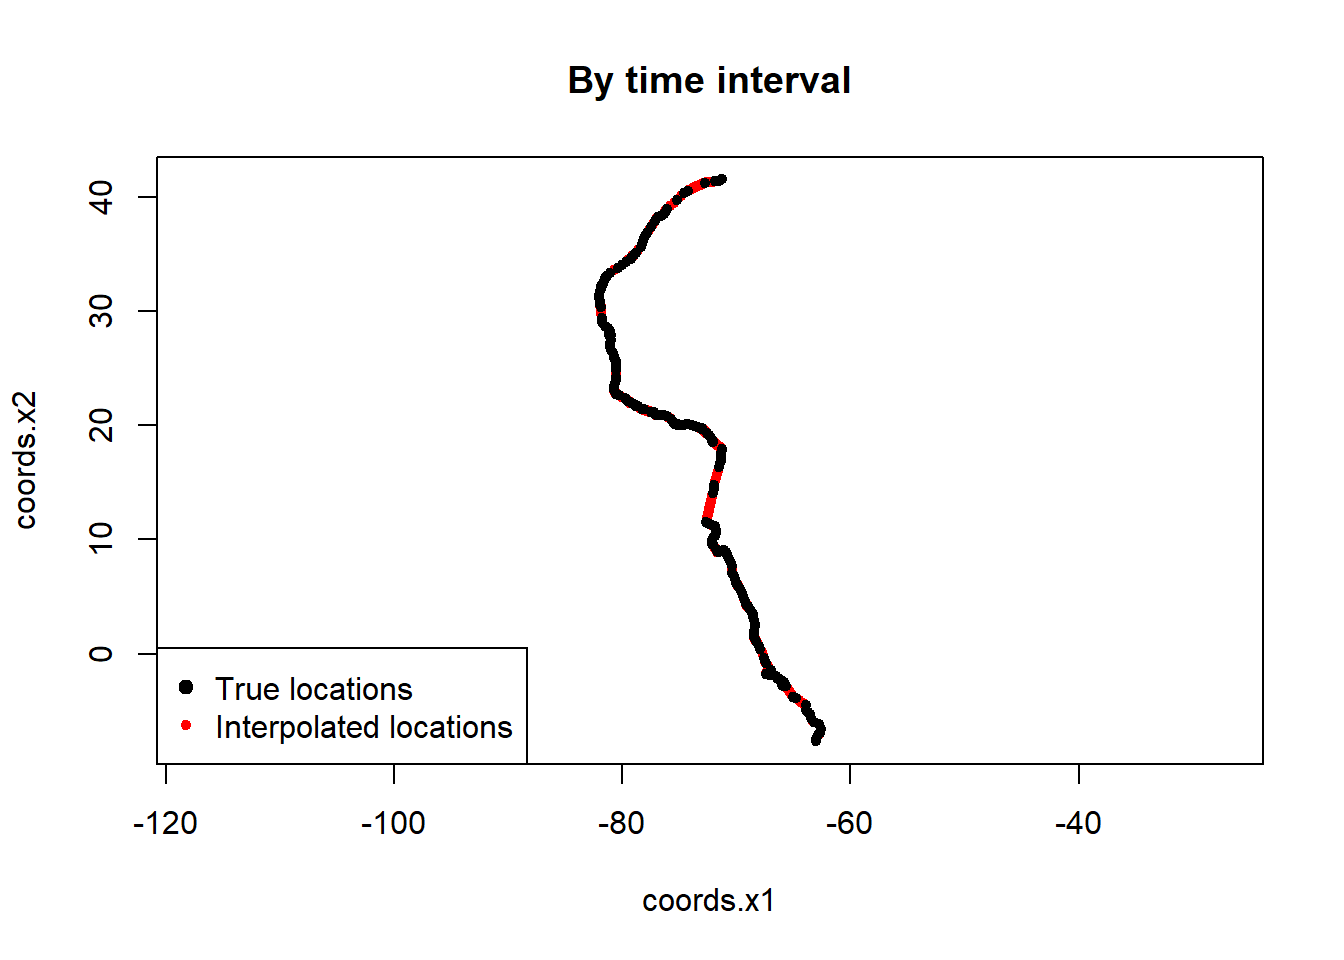 By time interval
coords.x2
40
30
20
10
0
True locations
Interpolated locations
-120 -100 -80 -60 -40
coords.x1